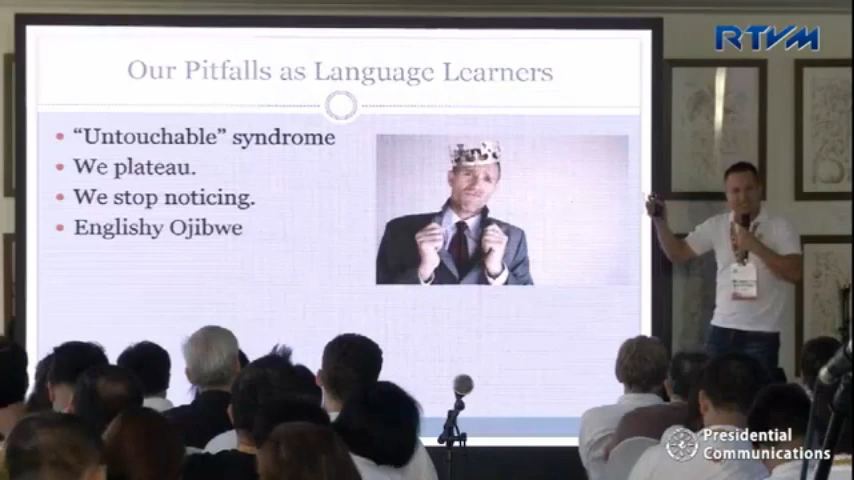 RTVM
Our Pitfalls as Language Learners
• “Untouchable” syndrome
• We plateau.
• We stop noticing.
• Englishy Ojibwe
Presidential
Communications